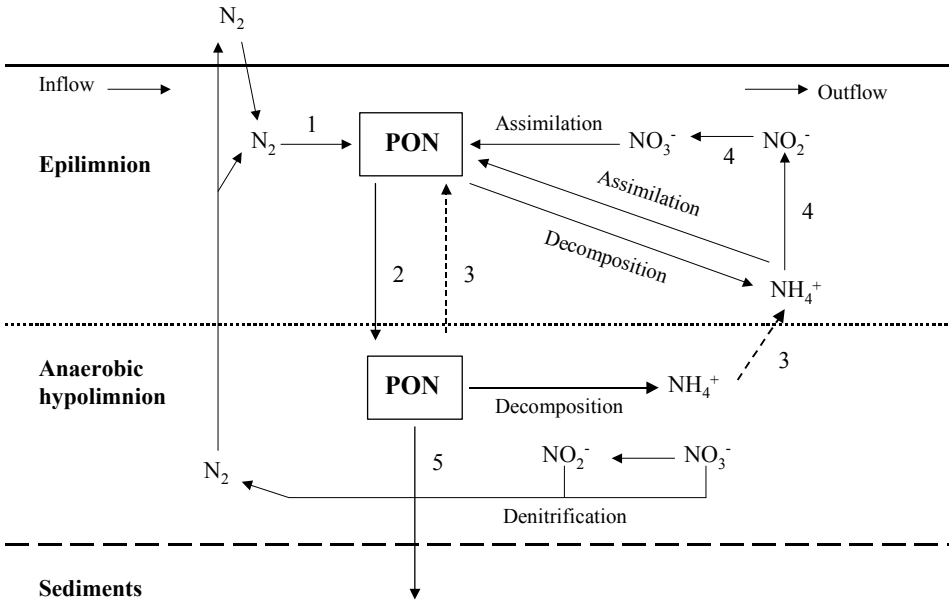 N₂
Inflow
Outflow
N₂
1
PON
Assimilation
NO₃⁻
4
NO₂⁻
Epilimnion
Assimilation
4
Decomposition
2
3
NH₄⁺
Anaerobic
hypolimnion
PON
Decomposition
NH₄⁺
3
N₂
5
NO₂⁻
NO₃⁻
Denitrification
Sediments